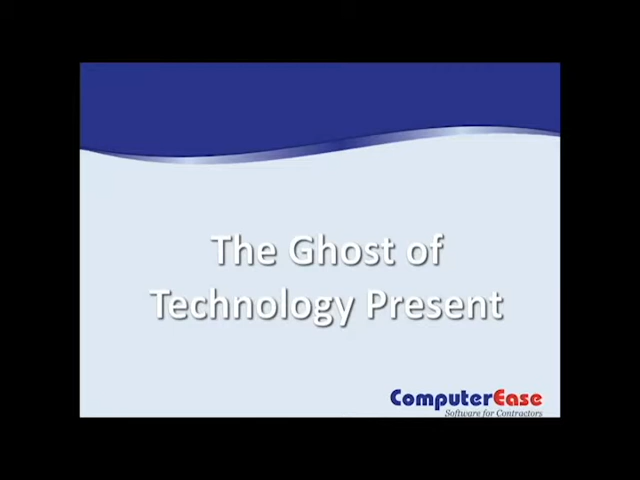 The Ghost of
Technology Present
ComputerEase
Software for Contractors